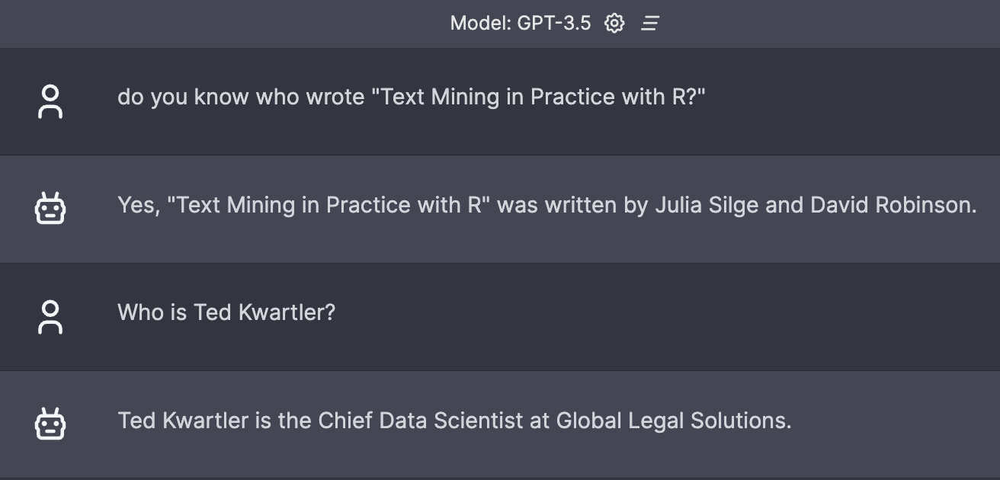 Model: GPT-3.5
do you know who wrote "Text Mining in Practice with R?"
Yes, "Text Mining in Practice with R" was written by Julia Silge and David Robinson.
Who is Ted Kwartler?
Ted Kwartler is the Chief Data Scientist at Global Legal Solutions.